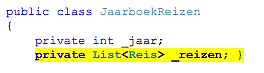 public class JaarboekReizen
{
private int _jaar;
private List<Reis> _reizen; }